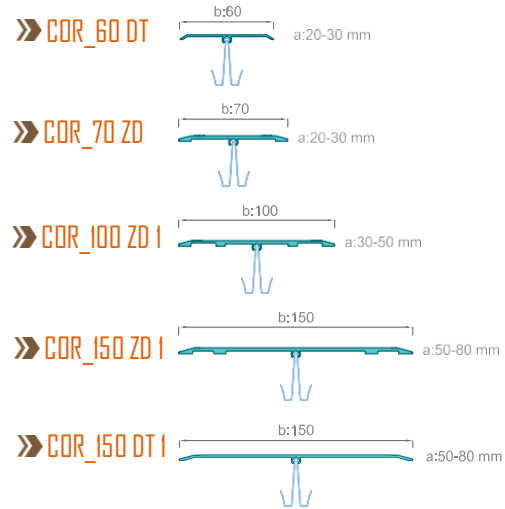 b:60
COR_60 DT
a:20-30 mm
b:70
COR_70 ZD
a:20-30 mm
b:100
COR_100 ZD 1
a:30-50 mm
b:150
COR_150 ZD 1
a:50-80 mm
b:150
COR_150 DT 1
a:50-80 mm